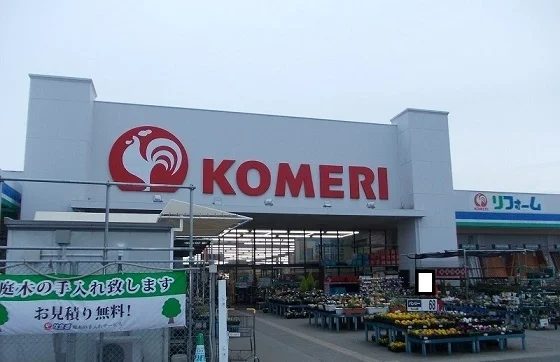 KOMERI
リフォーム
庭木の手入れ致します
お見積り無料!